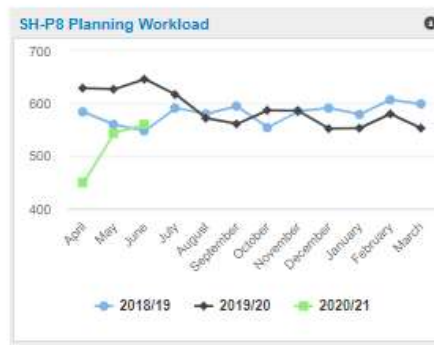 SH-P8 Planning Workload
700
600
500
400
April
May
June
July
August
September
October
November
December
January
February
March
2018/19
2019/20
2020/21